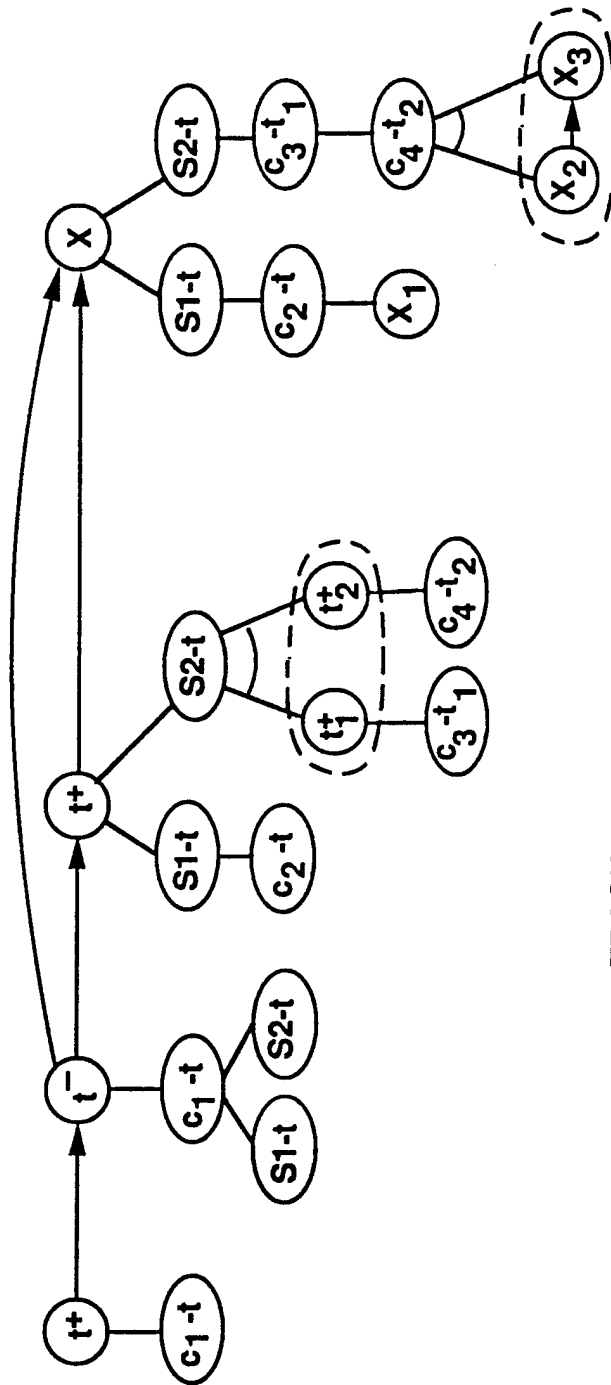 t+
c1-t
t−
c1-t
S1-t
S2-t
t+
S1-t
c2-t
S2-t
t1+
t2+
c3-t1
c4-t2
X
S1-t
c2-t
X1
S2-t
c3-t1
c4-t2
X2
X3